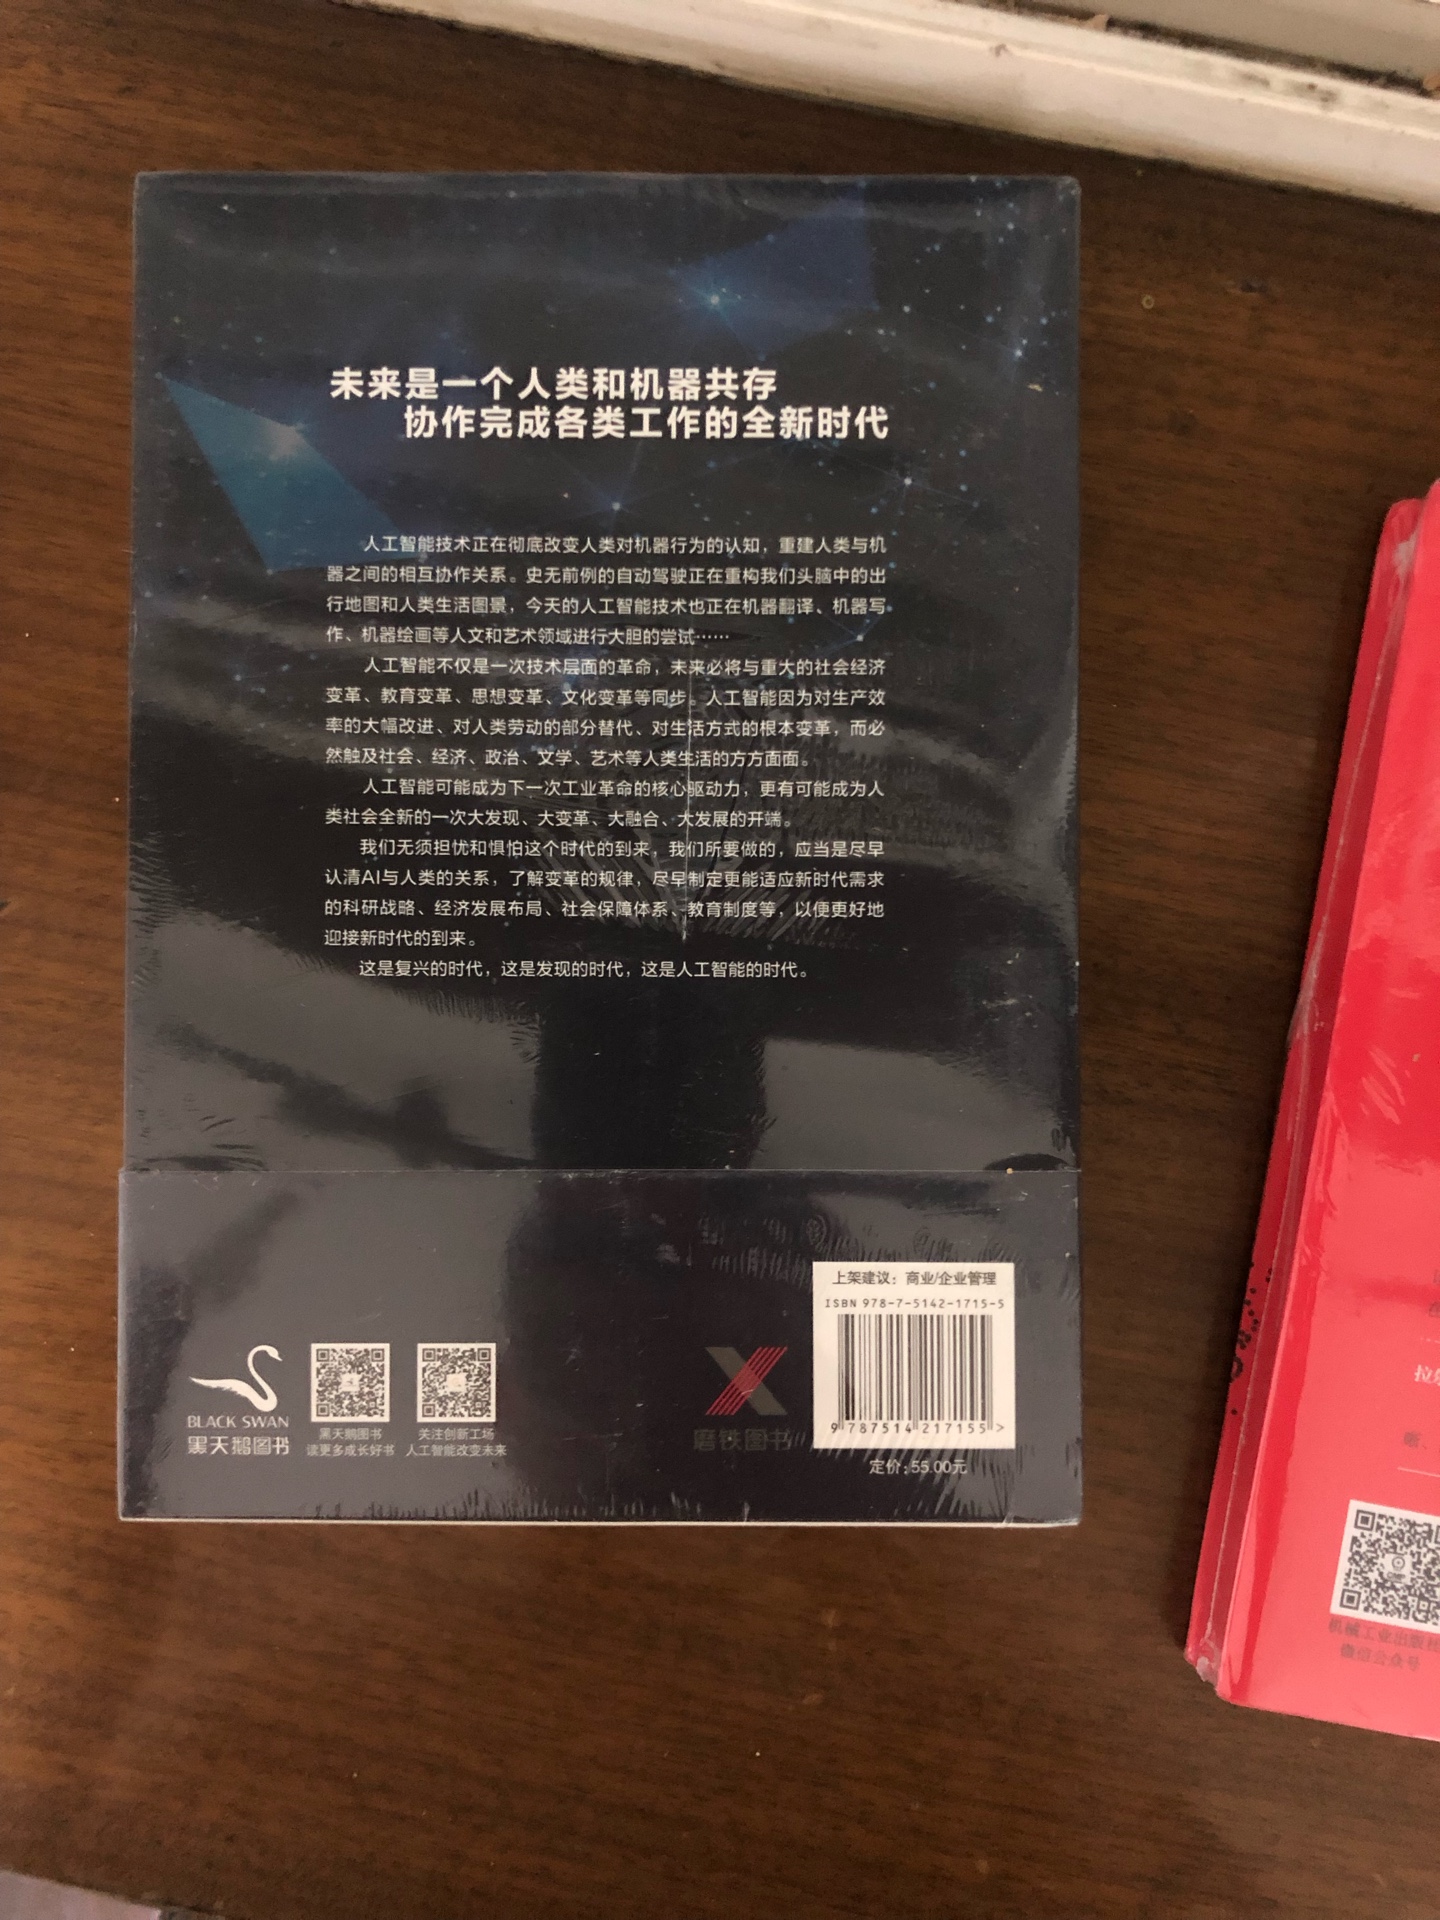 未来是一个人类和机器共存
协作完成各类工作的全新时代
人工智能技术正在彻底改变人类对机器行为的认知，重建人类与机
器之间的相互协作关系。史无前例的自动驾驶正在重构我们头脑中的出
行地图和人类生活图景，今天的人工智能技术也正在机器翻译、机器写
作、机器绘画等人文和艺术领域进行大胆的尝试……
人工智能不仅是一次技术层面的革命，未来必将与重大的社会经济
变革、教育变革、思想变革、文化变革等同步。人工智能因为对生产效
率的大幅改进、对人类劳动的部分替代、对生活方式的根本变革，而必
然触及社会、经济、政治、文学、艺术等人类生活的方方面面。
人工智能可能成为下一次工业革命的核心驱动力，更有可能成为人
类社会全新的一次大发现、大变革、大融合、大发展的开端。
我们无须担忧和惧怕这个时代的到来，我们所要做的，应当是尽早
认清AI与人类的关系，了解变革的规律，尽早制定更能适应新时代需求
的科研战略、经济发展布局、社会保障体系、教育制度等，以便更好地
迎接新时代的到来。
这是复兴的时代，这是发现的时代，这是人工智能的时代。
上架建议：商业/企业管理
ISBN 978-7-5142-1715-5
9 787514 217155 >
定价：55.00元
BLACK SWAN
黑天鹅图书
黑天鹅图书
读更多成长好书
关注创新工场
人工智能改变未来
磨铁图书
机械工业出版社
微信公众号